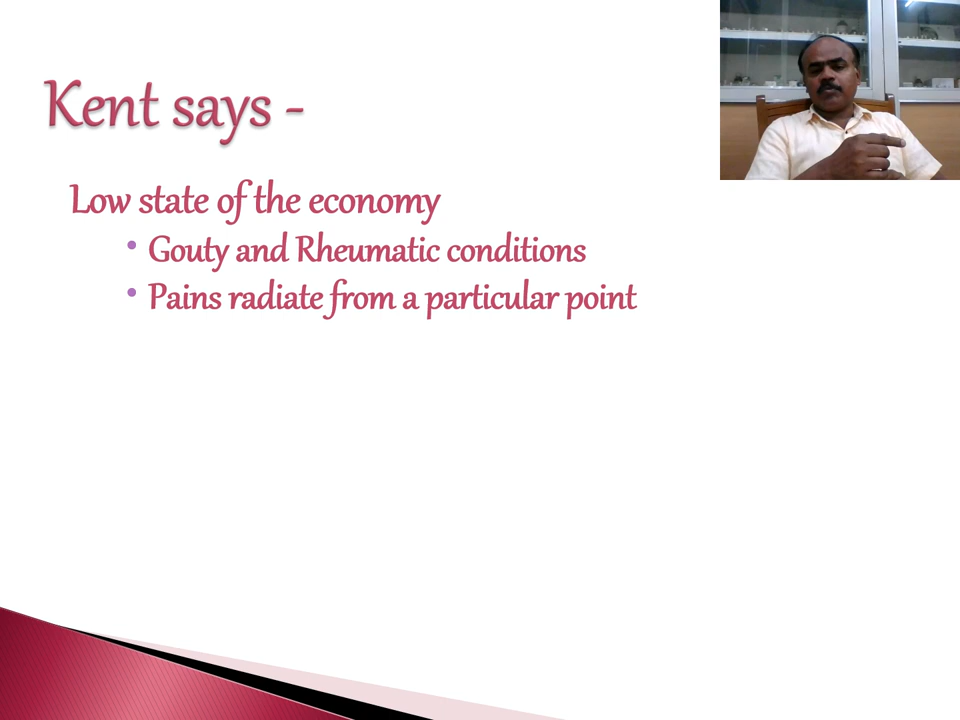 Kent says -
Low state of the economy
• Gouty and Rheumatic conditions
• Pains radiate from a particular point